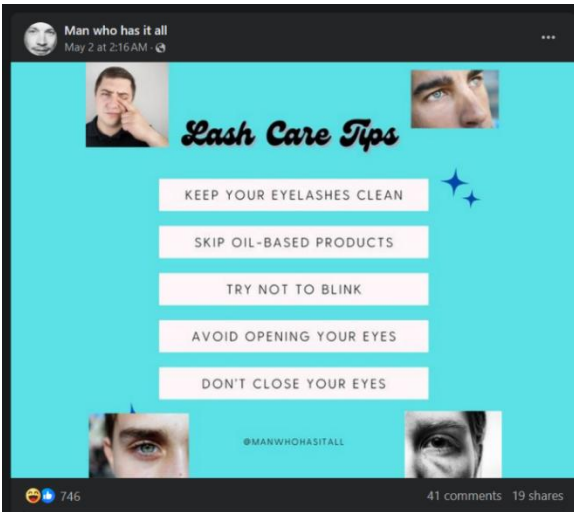 Man who has it all
May 2 at 2:16 AM ·
Lash Care Tips
KEEP YOUR EYELASHES CLEAN
SKIP OIL-BASED PRODUCTS
TRY NOT TO BLINK
AVOID OPENING YOUR EYES
DON'T CLOSE YOUR EYES
@MANWHOHASITALL
746 41 comments 19 shares